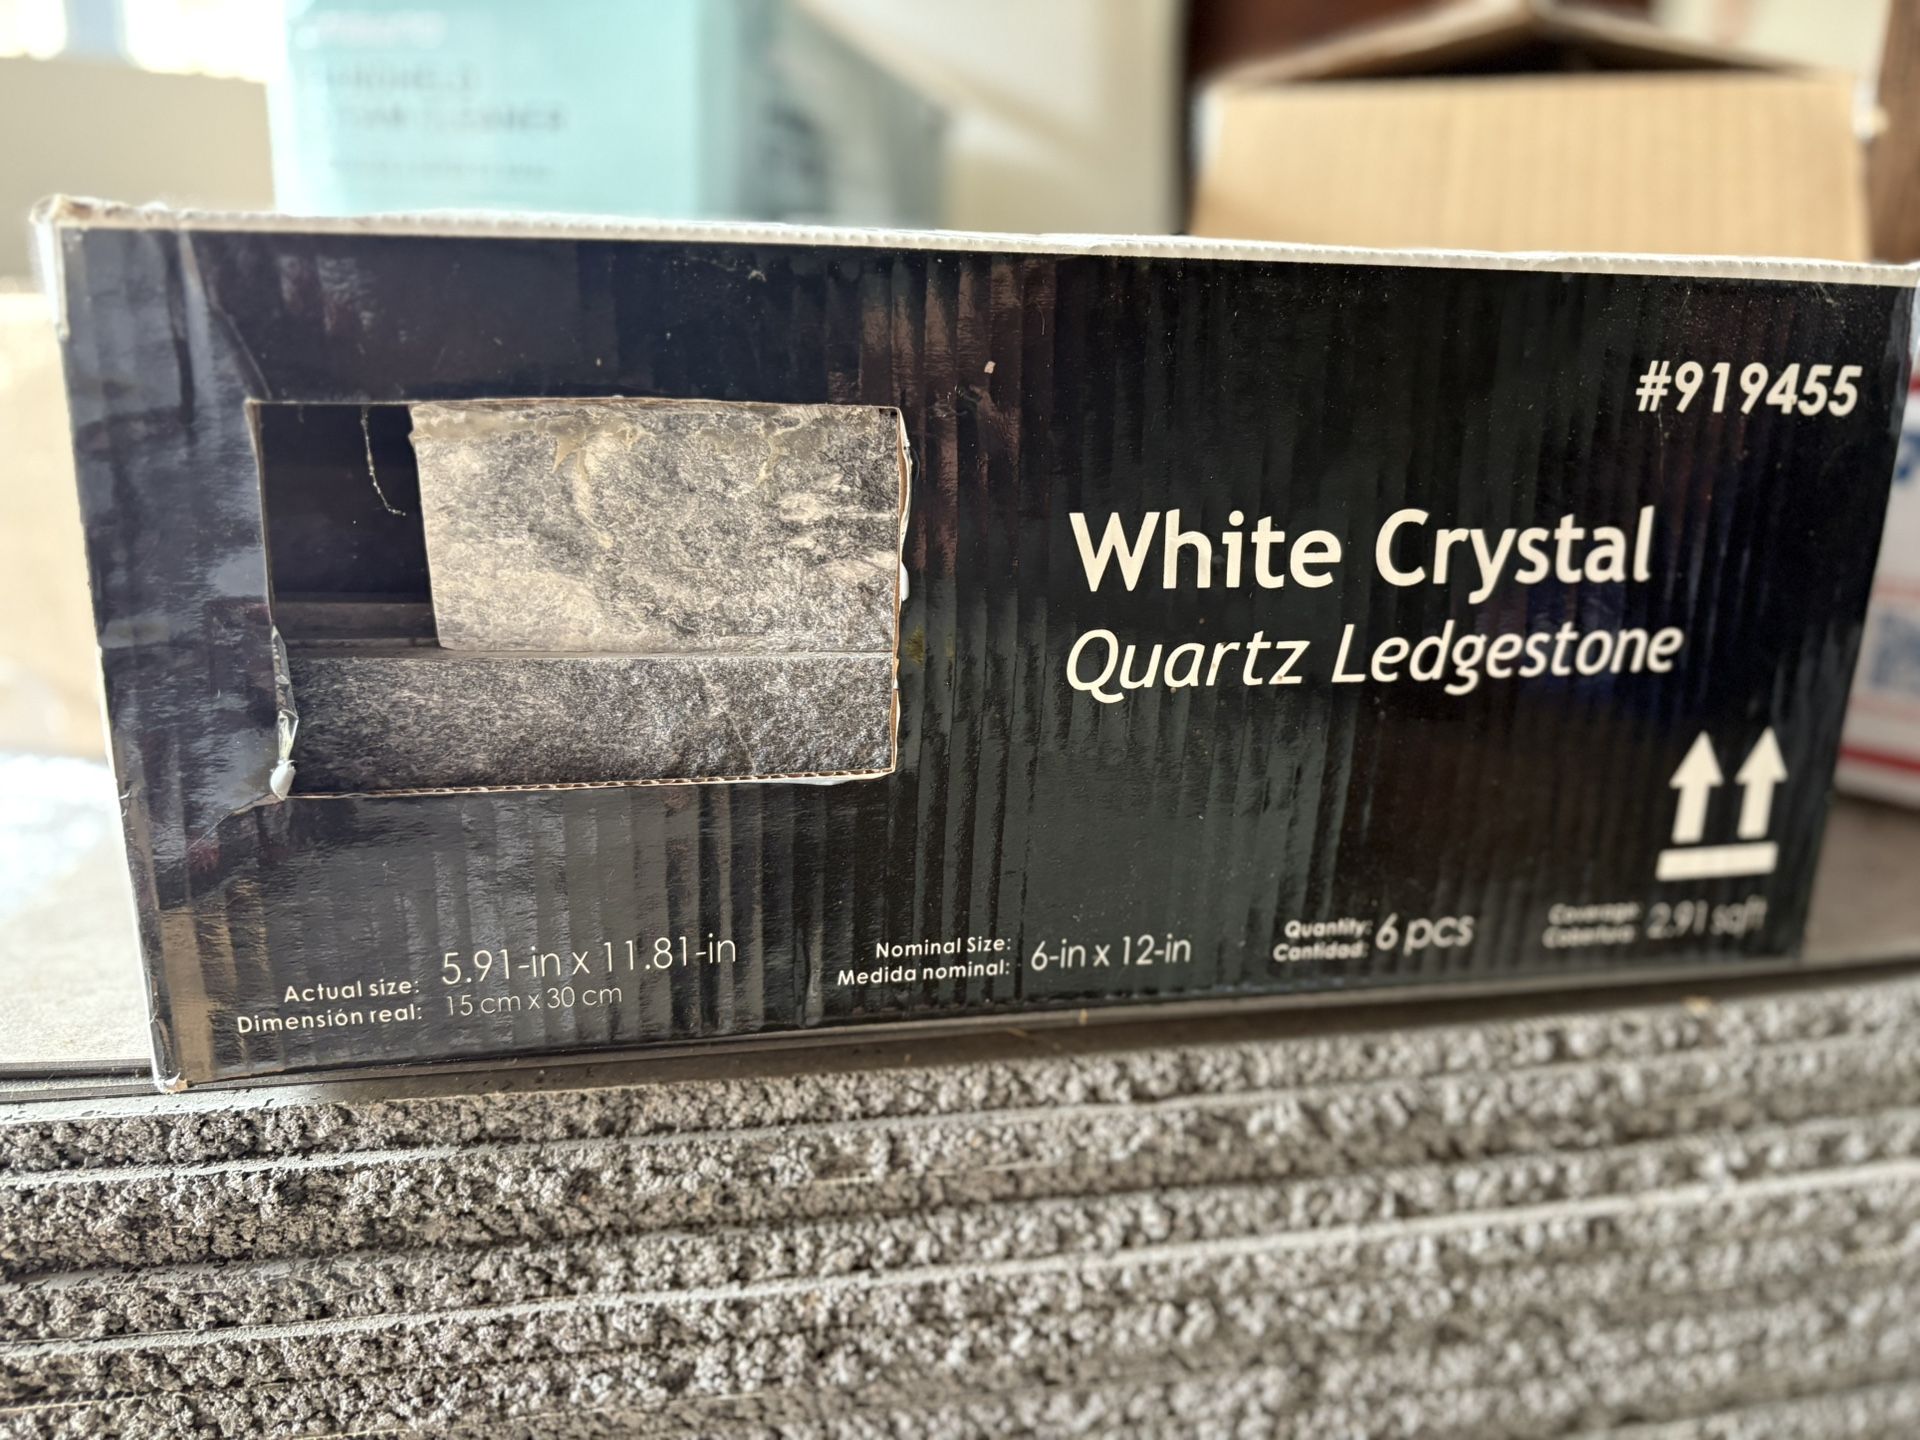 CLEANER
#919455
White Crystal
Quartz Ledgestone
Actual size: 5.91-in x 11.81-in
Dimensión real: 15 cm x 30 cm
Nominal Size: 6-in x 12-in
Medida nominal:
Quantity: 6 pcs
Cantidad:
Coverage: 2.91 sqft
Cobertura: